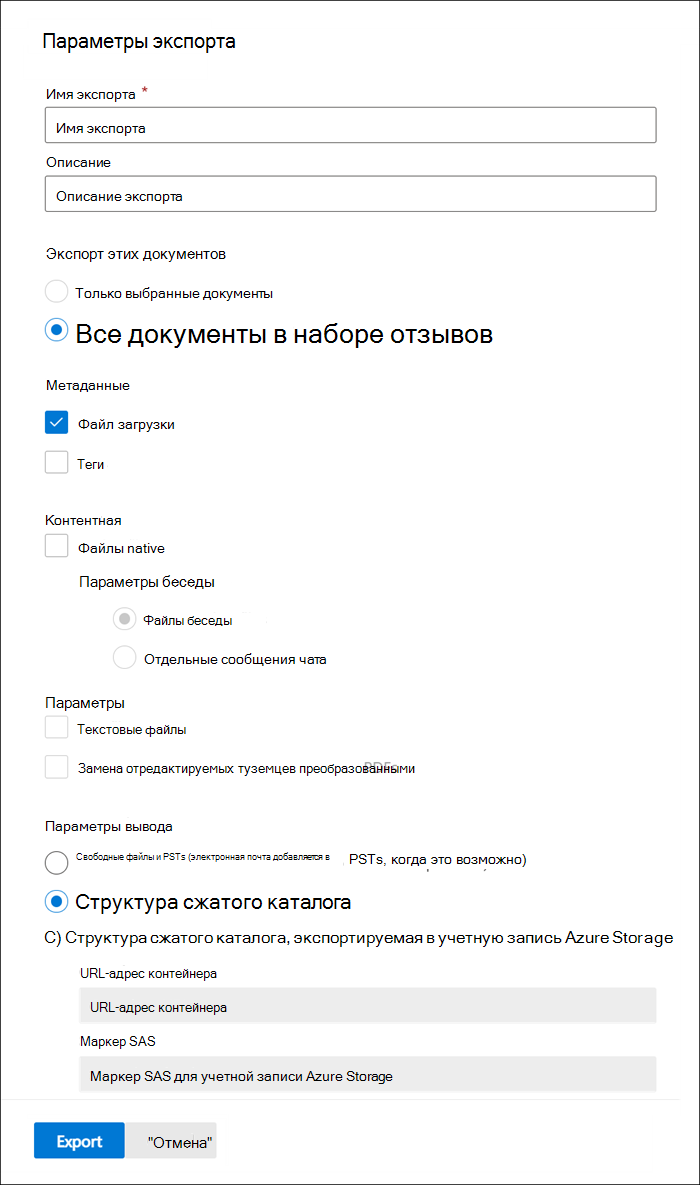 Параметры экспорта
Имя экспорта *
Имя экспорта
Описание
Описание экспорта
Экспорт этих документов
Только выбранные документы
Все документы в наборе отзывов
Метаданные
Файл загрузки
Теги
Контентная
Файлы native
Параметры беседы
Файлы беседы
Отдельные сообщения чата
Параметры
Текстовые файлы
Замена отредактируемых туземцев преобразованными
Параметры вывода
Свободные файлы и PSTs (электронная почта добавляется в PSTs, когда это возможно)
Структура сжатого каталога
С) Структура сжатого каталога, экспортируемая в учетную запись Azure Storage
URL-адрес контейнера
URL-адрес контейнера
Маркер SAS
Маркер SAS для учетной записи Azure Storage
Export "Отмена"